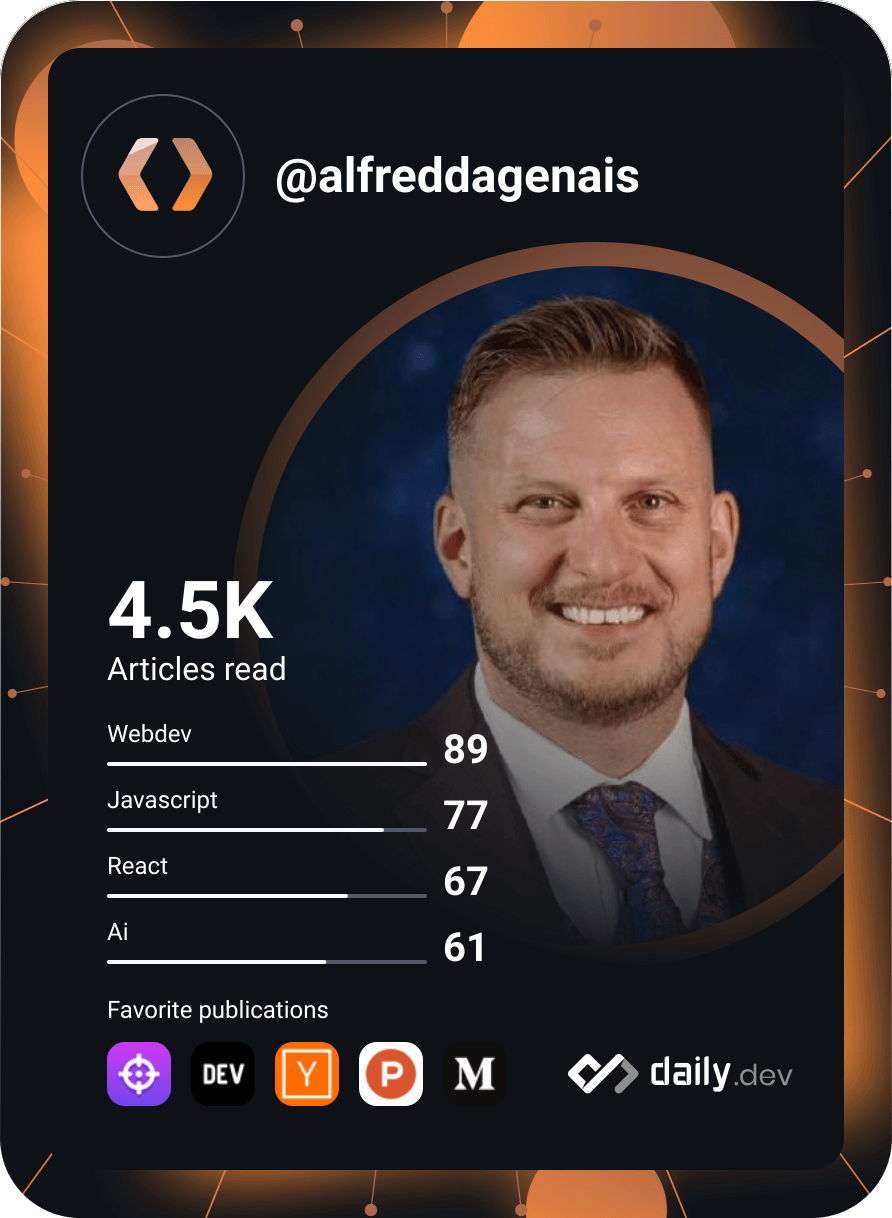 @alfreddagenais
4.5K
Articles read
Webdev
89
Javascript
77
React
67
Ai
61
Favorite publications
DEV
Y
P
M
daily.dev